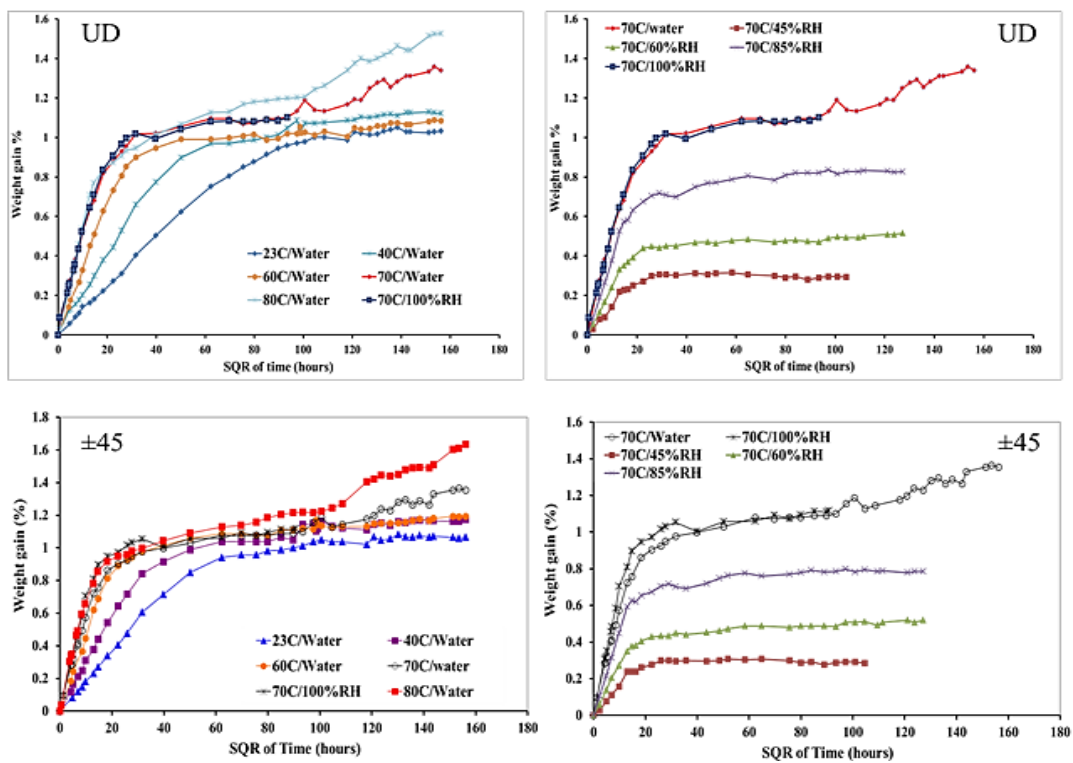 UD
Weight gain %
1.6
1.4
1.2
1
0.8
0.6
0.4
0.2
0
23C/Water 40C/Water
60C/Water 70C/Water
80C/Water 70C/100%RH
0 20 40 60 80 100 120 140 160 180
SQR of time (hours)
UD
Weight gain %
1.6
1.4
1.2
1
0.8
0.6
0.4
0.2
0
70C/water 70C/45%RH
70C/60%RH 70C/85%RH
70C/100%RH
0 20 40 60 80 100 120 140 160 180
SQR of time (hours)
±45
Weight gain (%)
1.8
1.6
1.4
1.2
1
0.8
0.6
0.4
0.2
0
23C/Water 40C/Water
60C/Water 70C/water
70C/100%RH 80C/Water
0 20 40 60 80 100 120 140 160 180
SQR of Time (hours)
±45
Weight gain (%)
1.6
1.4
1.2
1
0.8
0.6
0.4
0.2
0
70C/Water 70C/100%RH
70C/45%RH 70C/60%RH
70C/85%RH
0 20 40 60 80 100 120 140 160 180
SQR of Time (hours)